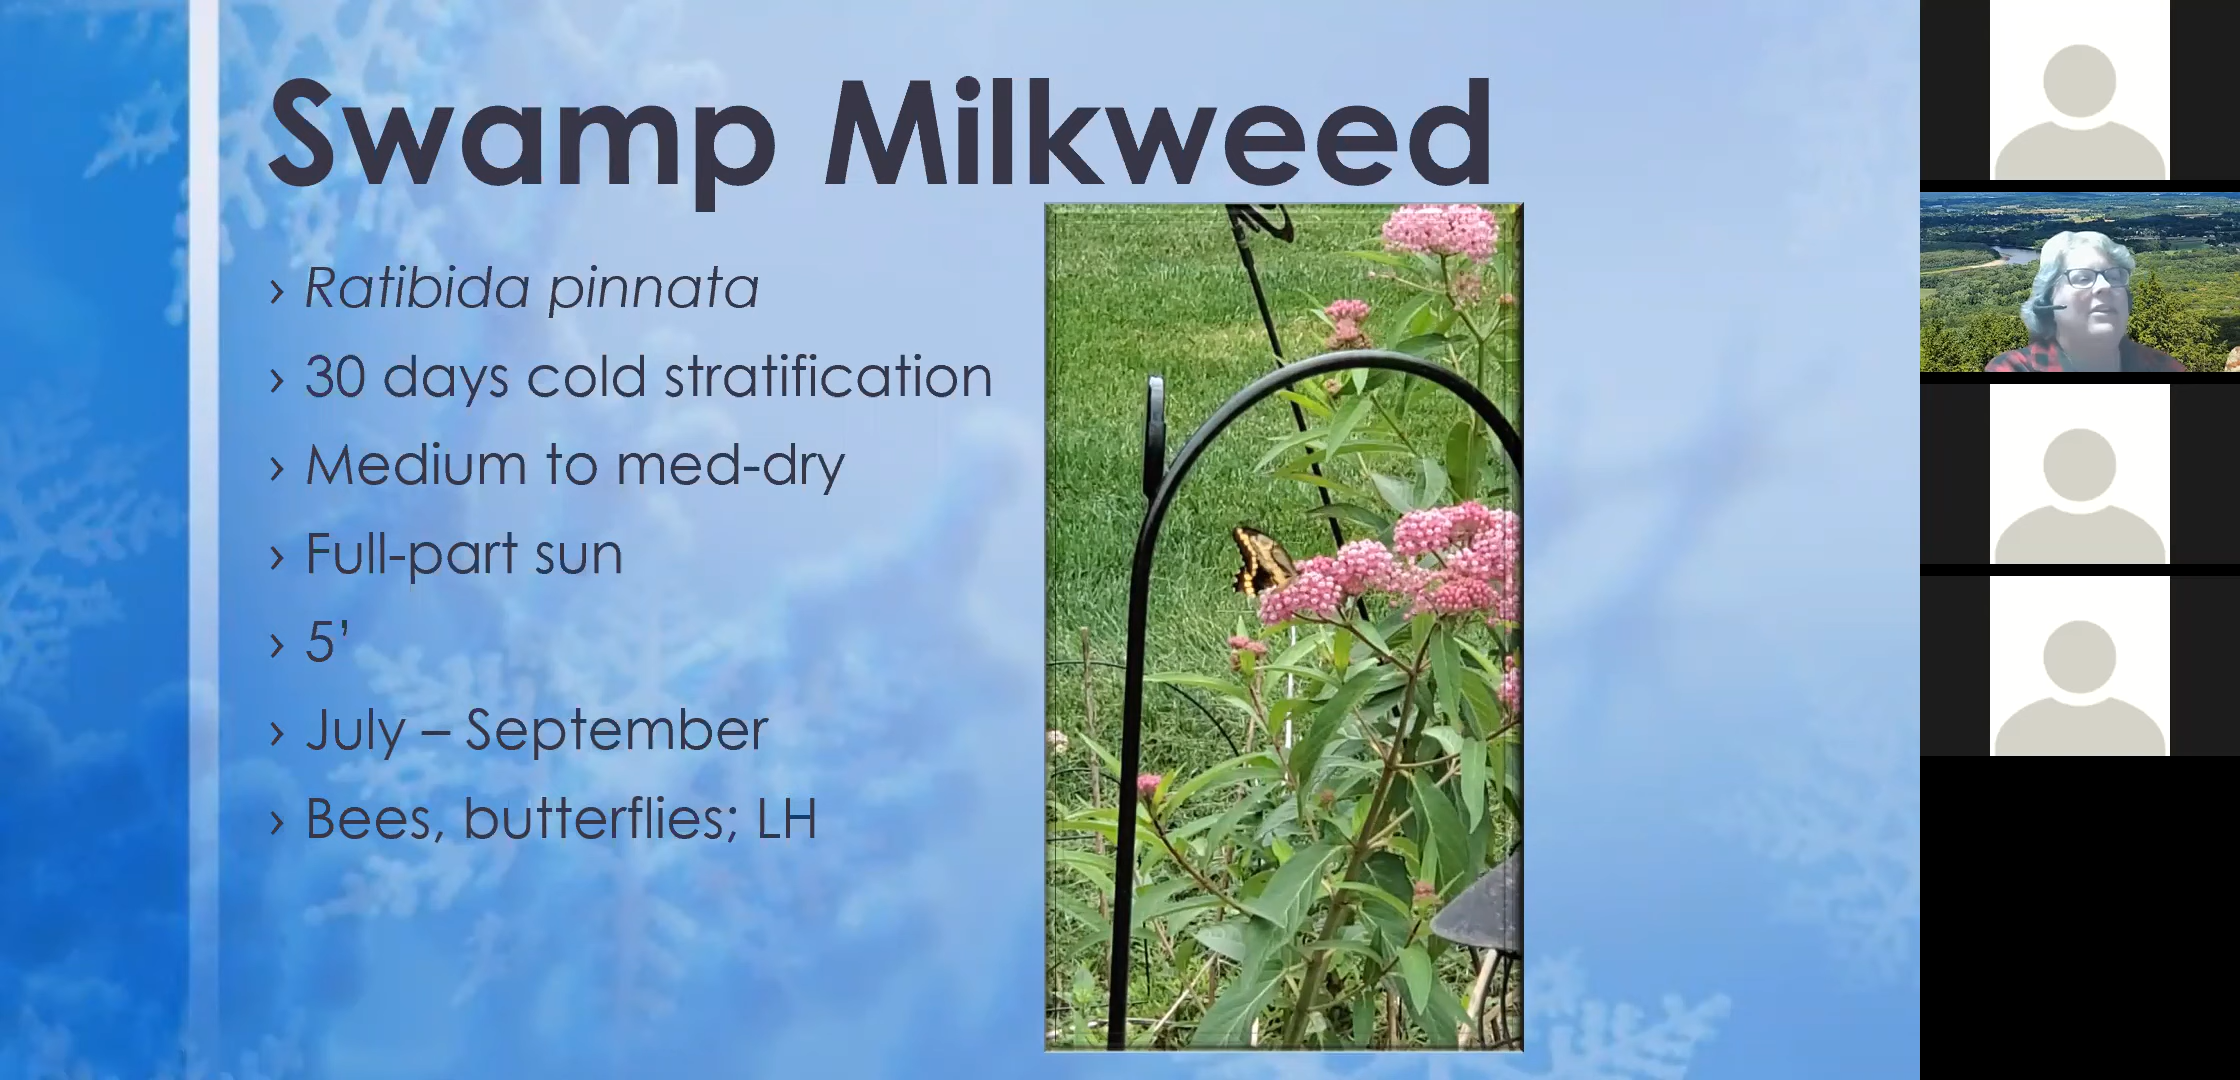 Swamp Milkweed
› Ratibida pinnata
› 30 days cold stratification
› Medium to med-dry
› Full-part sun
› 5’
› July – September
› Bees, butterflies; LH